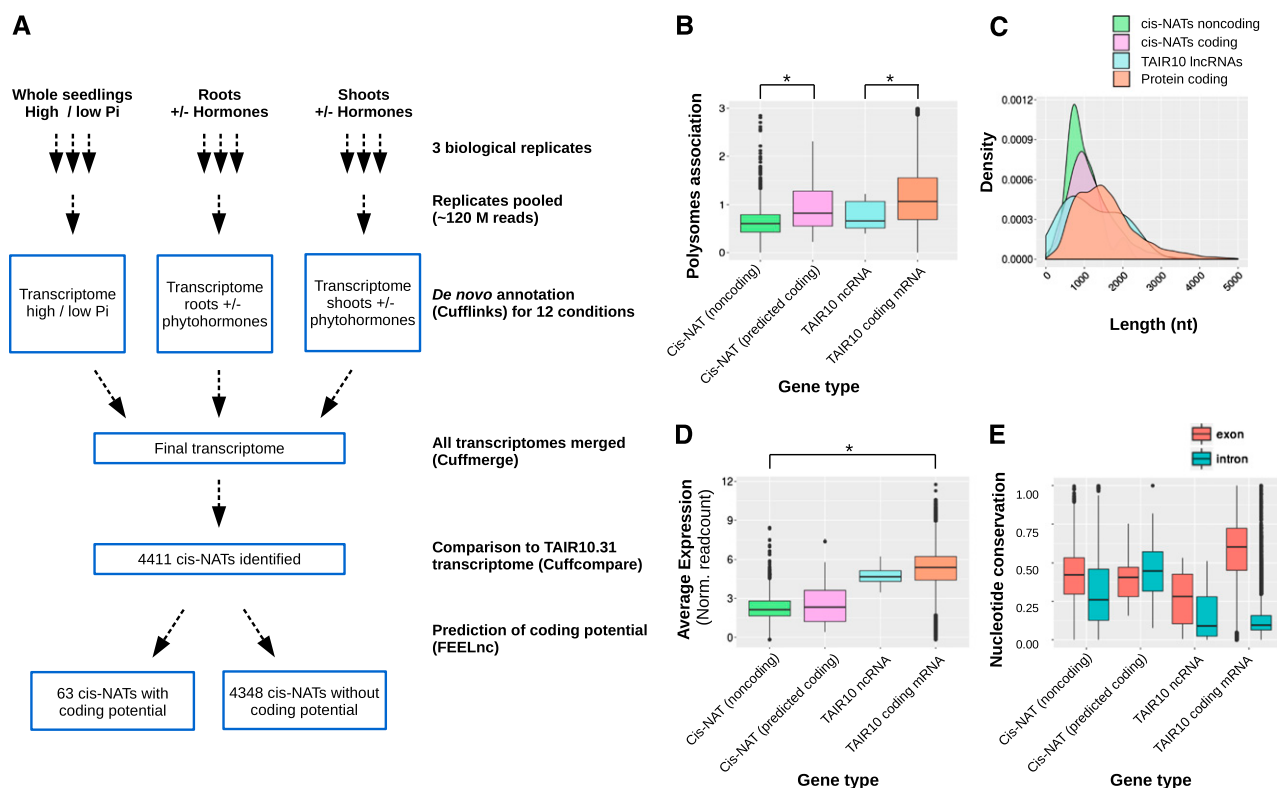 A
Whole seedlings
High / low Pi
Roots
+/- Hormones
Shoots
+/- Hormones
3 biological replicates
Replicates pooled
(~120 M reads)
Transcriptome
high / low Pi
Transcriptome
roots +/-
phytohormones
Transcriptome
shoots +/-
phytohormones
De novo annotation
(Cufflinks) for 12 conditions
Final transcriptome
All transcriptomes merged
(Cuffmerge)
4411 cis-NATs identified
Comparison to TAIR10.31
transcriptome (Cuffcompare)
Prediction of coding potential
(FEELnc)
63 cis-NATs with
coding potential
4348 cis-NATs without
coding potential
B
*
*
Polysomes association
3
2
1
0
Cis-NAT (noncoding)
Cis-NAT (predicted coding)
TAIR10 ncRNA
TAIR10 coding mRNA
Gene type
C
cis-NATs noncoding
cis-NATs coding
TAIR10 lncRNAs
Protein coding
Density
0.0012
0.0009
0.0006
0.0003
0.0000
0
1000
2000
3000
4000
5000
Length (nt)
D
*
Average Expression
(Norm. readcount)
12
9
6
3
0
Cis-NAT (noncoding)
Cis-NAT (predicted coding)
TAIR10 ncRNA
TAIR10 coding mRNA
Gene type
E
exon
intron
Nucleotide conservation
1.00
0.75
0.50
0.25
0.00
Cis-NAT (noncoding)
Cis-NAT (predicted coding)
TAIR10 ncRNA
TAIR10 coding mRNA
Gene type